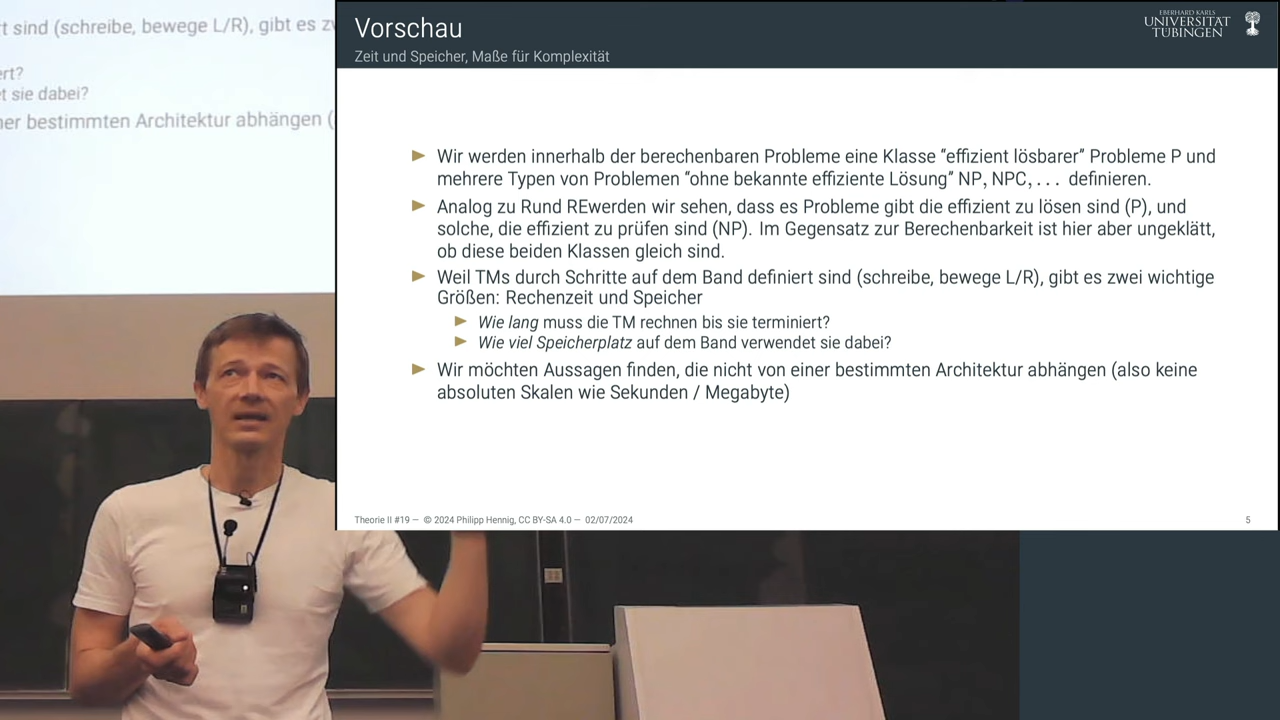 t sind (schreibe, bewege L/R), gibt es z
ert?
et sie dabei?
ner bestimmten Architektur abhängen (
Vorschau
Zeit und Speicher, Maße für Komplexität
EBERHARD KARLS
UNIVERSITÄT
TÜBINGEN
► Wir werden innerhalb der berechenbaren Probleme eine Klasse “effizient lösbarer” Probleme P und
mehrere Typen von Problemen “ohne bekannte effiziente Lösung” NP, NPC, . . . definieren.
► Analog zu Rund REwerden wir sehen, dass es Probleme gibt die effizient zu lösen sind (P), und
solche, die effizient zu prüfen sind (NP). Im Gegensatz zur Berechenbarkeit ist hier aber ungeklätt,
ob diese beiden Klassen gleich sind.
► Weil TMs durch Schritte auf dem Band definiert sind (schreibe, bewege L/R), gibt es zwei wichtige
Größen: Rechenzeit und Speicher
► Wie lang muss die TM rechnen bis sie terminiert?
► Wie viel Speicherplatz auf dem Band verwendet sie dabei?
► Wir möchten Aussagen finden, die nicht von einer bestimmten Architektur abhängen (also keine
absoluten Skalen wie Sekunden / Megabyte)
Theorie II #19 — © 2024 Philipp Hennig, CC BY-SA 4.0 — 02/07/2024
5